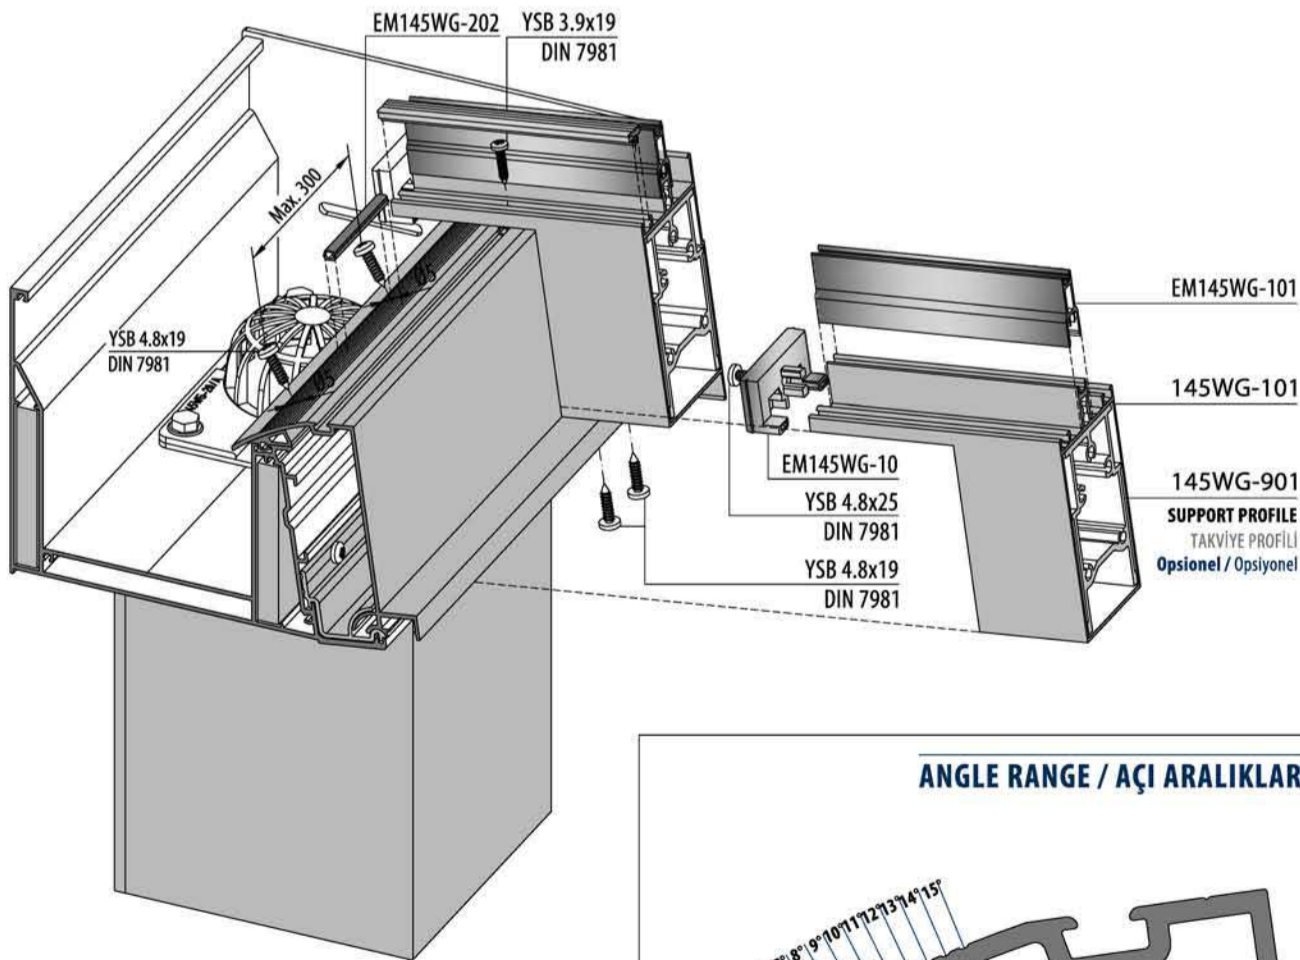 EM145WG-202
YSB 3.9x19
DIN 7981
Max. 300
Ø5
YSB 4.8x19
DIN 7981
Ø5
EM145WG-101
145WG-101
EM145WG-10
145WG-901
SUPPORT PROFILE
TAKVİYE PROFİLİ
Opsionel / Opsiyonel
YSB 4.8x25
DIN 7981
YSB 4.8x19
DIN 7981
ANGLE RANGE / AÇI ARALIKLAR
8° 9° 10° 11° 12° 13° 14° 15°